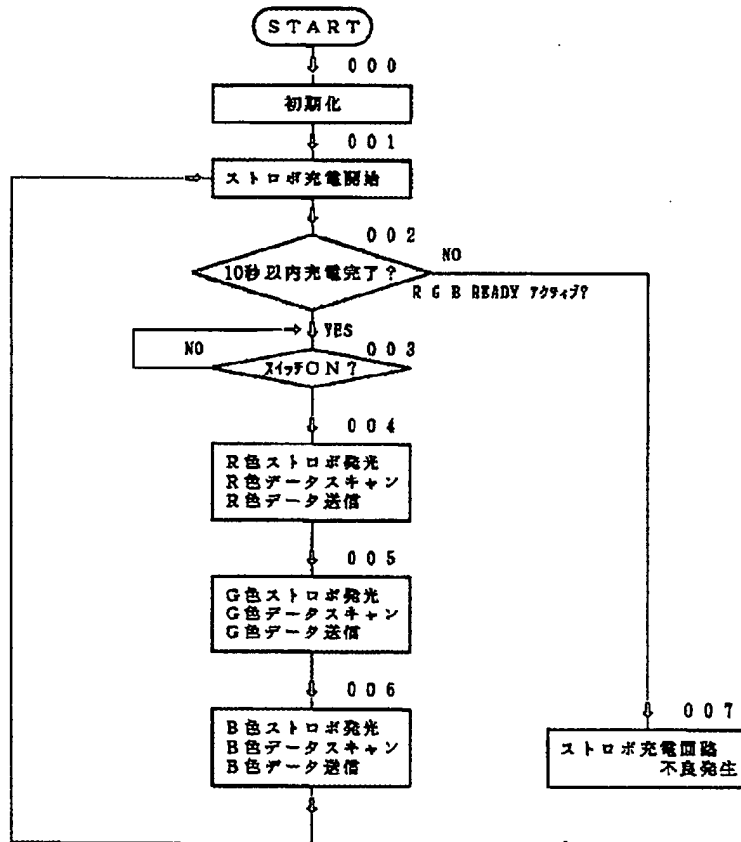 START
000
初期化
001
ストロボ充電開始
002
10秒以内充電完了?
NO
R G B READY アクティブ?
YES
NO
003
スイッチON?
004
R色ストロボ発光
R色データスキャン
R色データ送信
005
G色ストロボ発光
G色データスキャン
G色データ送信
006
B色ストロボ発光
B色データスキャン
B色データ送信
007
ストロボ充電回路
不良発生